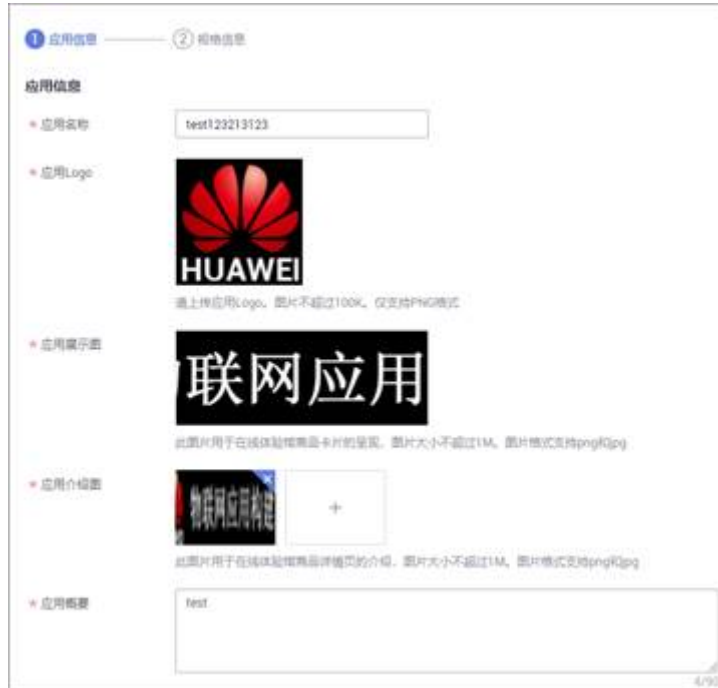 1 应用信息 2 规格信息
应用信息
* 应用名称 test123213123
* 应用Logo
HUAWEI
请上传应用Logo，图片不超过100K，仅支持PNG格式
* 应用展示图
联网应用
此图片用于在线体验馆商品卡片的呈现，图片大小不超过1M，图片格式支持png和jpg
* 应用介绍图
物联网应用构建
+
此图片用于在线体验馆商品详情页的介绍，图片大小不超过1M，图片格式支持png和jpg
* 应用概要 test
4/90